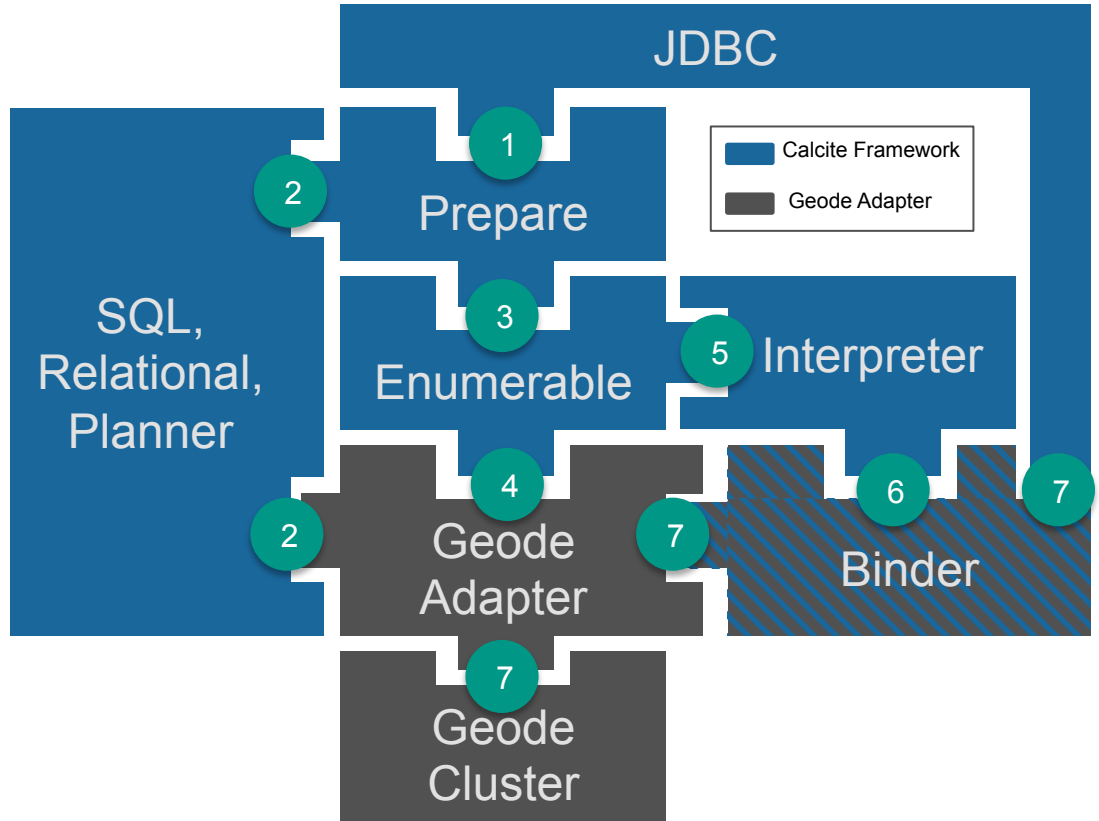 JDBC
1
Calcite Framework
Geode Adapter
2
Prepare
SQL,
Relational,
Planner
3
Enumerable
5
Interpreter
4
2
Geode
Adapter
7
6
7
Binder
7
Geode
Cluster